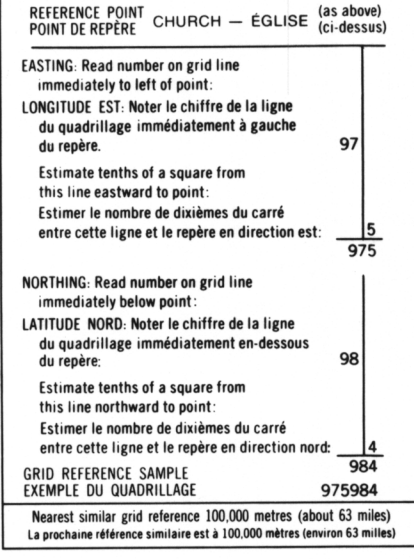 REFERENCE POINT CHURCH — ÉGLISE (as above)
POINT DE REPÈRE (ci-dessus)
EASTING: Read number on grid line
immediately to left of point:
LONGITUDE EST: Noter le chiffre de la ligne
du quadrillage immédiatement à gauche
du repère. 97
Estimate tenths of a square from
this line eastward to point:
Estimer le nombre de dixièmes du carré
entre cette ligne et le repère en direction est: 5
975
NORTHING: Read number on grid line
immediately below point:
LATITUDE NORD: Noter le chiffre de la ligne
du quadrillage immédiatement en-dessous
du repère: 98
Estimate tenths of a square from
this line northward to point:
Estimer le nombre de dixièmes du carré
entre cette ligne et le repère en direction nord: 4
984
GRID REFERENCE SAMPLE
EXEMPLE DU QUADRILLAGE 975984
Nearest similar grid reference 100,000 metres (about 63 miles)
La prochaine référence similaire est à 100,000 mètres (environ 63 milles)